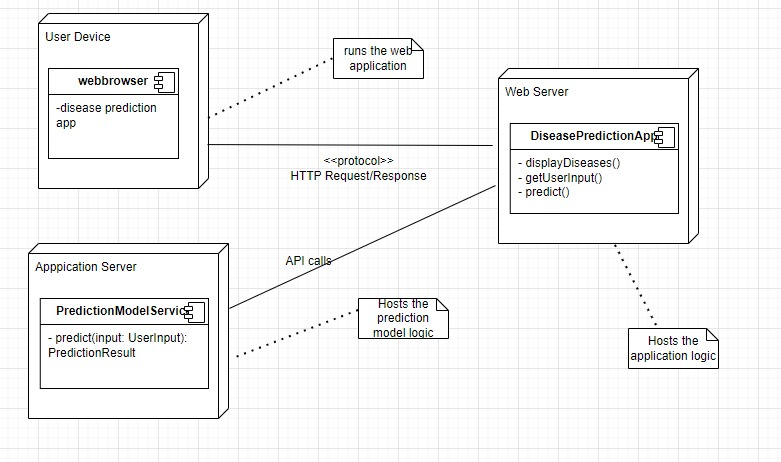 User Device
webbrowser
-disease prediction
app
runs the web
application
Web Server
DiseasePredictionApp
- displayDiseases()
- getUserInput()
- predict()
<<protocol>>
HTTP Request/Response
API calls
Apppication Server
PredictionModelService
- predict(input: UserInput):
PredictionResult
Hosts the
prediction
model logic
Hosts the
application logic